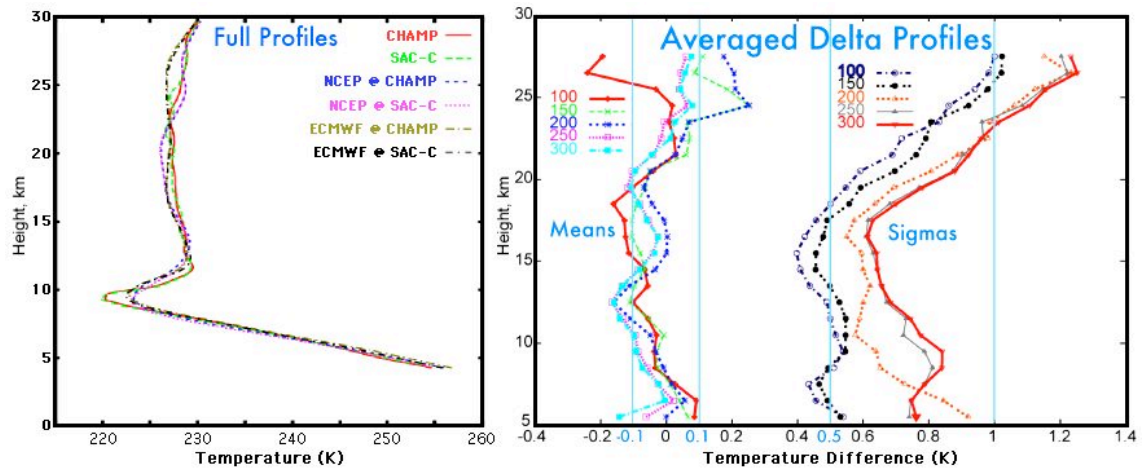 Full Profiles
CHAMP
SAC-C
NCEP @ CHAMP
NCEP @ SAC-C
ECMWF @ CHAMP
ECMWF @ SAC-C
30
25
20
15
10
5
0
Height, km
220
230
240
250
260
Temperature (K)
Averaged Delta Profiles
100
150
200
250
300
100
150
200
250
300
Means
Sigmas
30
25
20
15
10
5
Height, km
-0.4
-0.2
-0.1
0
0.1
0.2
0.4
0.5
0.6
0.8
1
1.2
1.4
Temperature Difference (K)